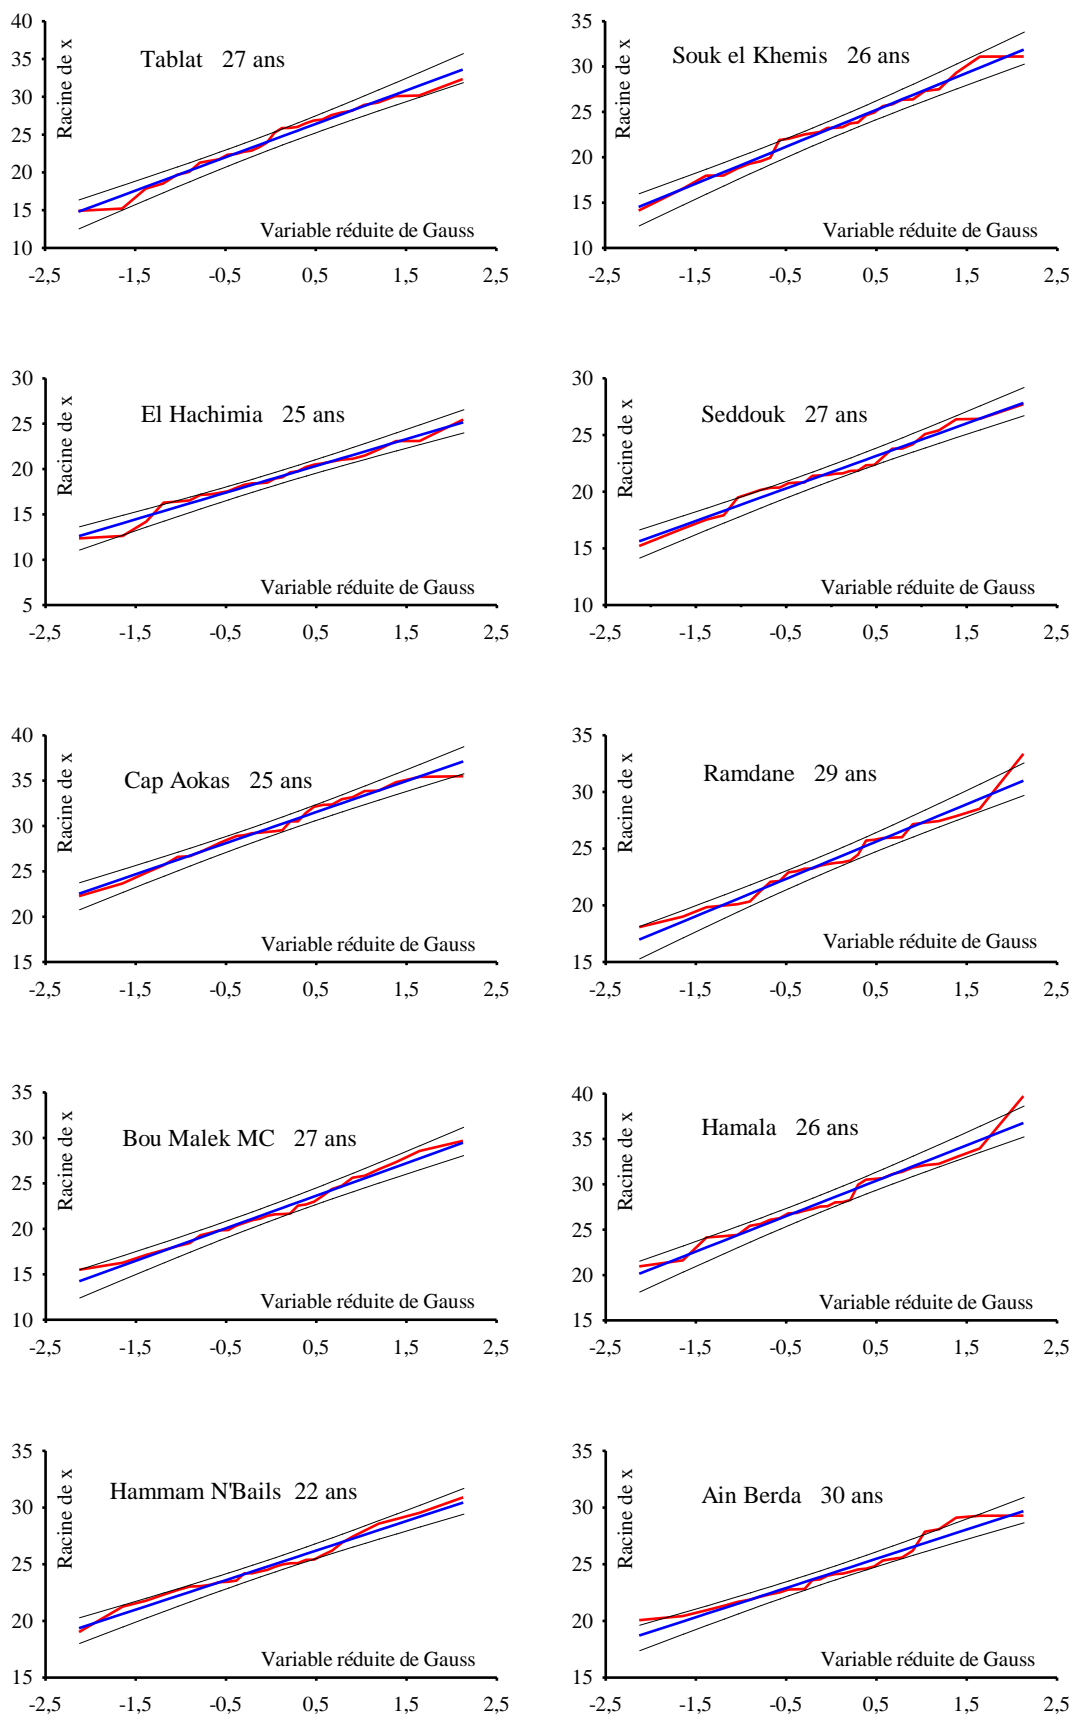 40
35
30
25
20
15
10
Racine de x
Tablat 27 ans
Variable réduite de Gauss
-2,5 -1,5 -0,5 0,5 1,5 2,5
35
30
25
20
15
10
Racine de x
Souk el Khemis 26 ans
Variable réduite de Gauss
-2,5 -1,5 -0,5 0,5 1,5 2,5
30
25
20
15
10
5
Racine de x
El Hachimia 25 ans
Variable réduite de Gauss
-2,5 -1,5 -0,5 0,5 1,5 2,5
30
25
20
15
10
Racine de x
Seddouk 27 ans
Variable réduite de Gauss
-2,5 -1,5 -0,5 0,5 1,5 2,5
40
35
30
25
20
15
Racine de x
Cap Aokas 25 ans
Variable réduite de Gauss
-2,5 -1,5 -0,5 0,5 1,5 2,5
35
30
25
20
15
Racine de x
Ramdane 29 ans
Variable réduite de Gauss
-2,5 -1,5 -0,5 0,5 1,5 2,5
35
30
25
20
15
10
Racine de x
Bou Malek MC 27 ans
Variable réduite de Gauss
-2,5 -1,5 -0,5 0,5 1,5 2,5
40
35
30
25
20
15
Racine de x
Hamala 26 ans
Variable réduite de Gauss
-2,5 -1,5 -0,5 0,5 1,5 2,5
35
30
25
20
15
Racine de x
Hammam N'Bails 22 ans
Variable réduite de Gauss
-2,5 -1,5 -0,5 0,5 1,5 2,5
35
30
25
20
15
Racine de x
Ain Berda 30 ans
Variable réduite de Gauss
-2,5 -1,5 -0,5 0,5 1,5 2,5